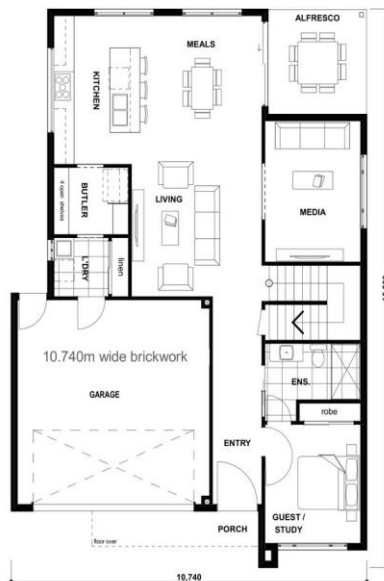 ALFRESCO
MEALS
KITCHEN
BUTLER
4 open shelves
LIVING
MEDIA
L'DRY
linen
10.740m wide brickwork
GARAGE
ENS.
robe
ENTRY
GUEST /
STUDY
PORCH
floor over
10,740